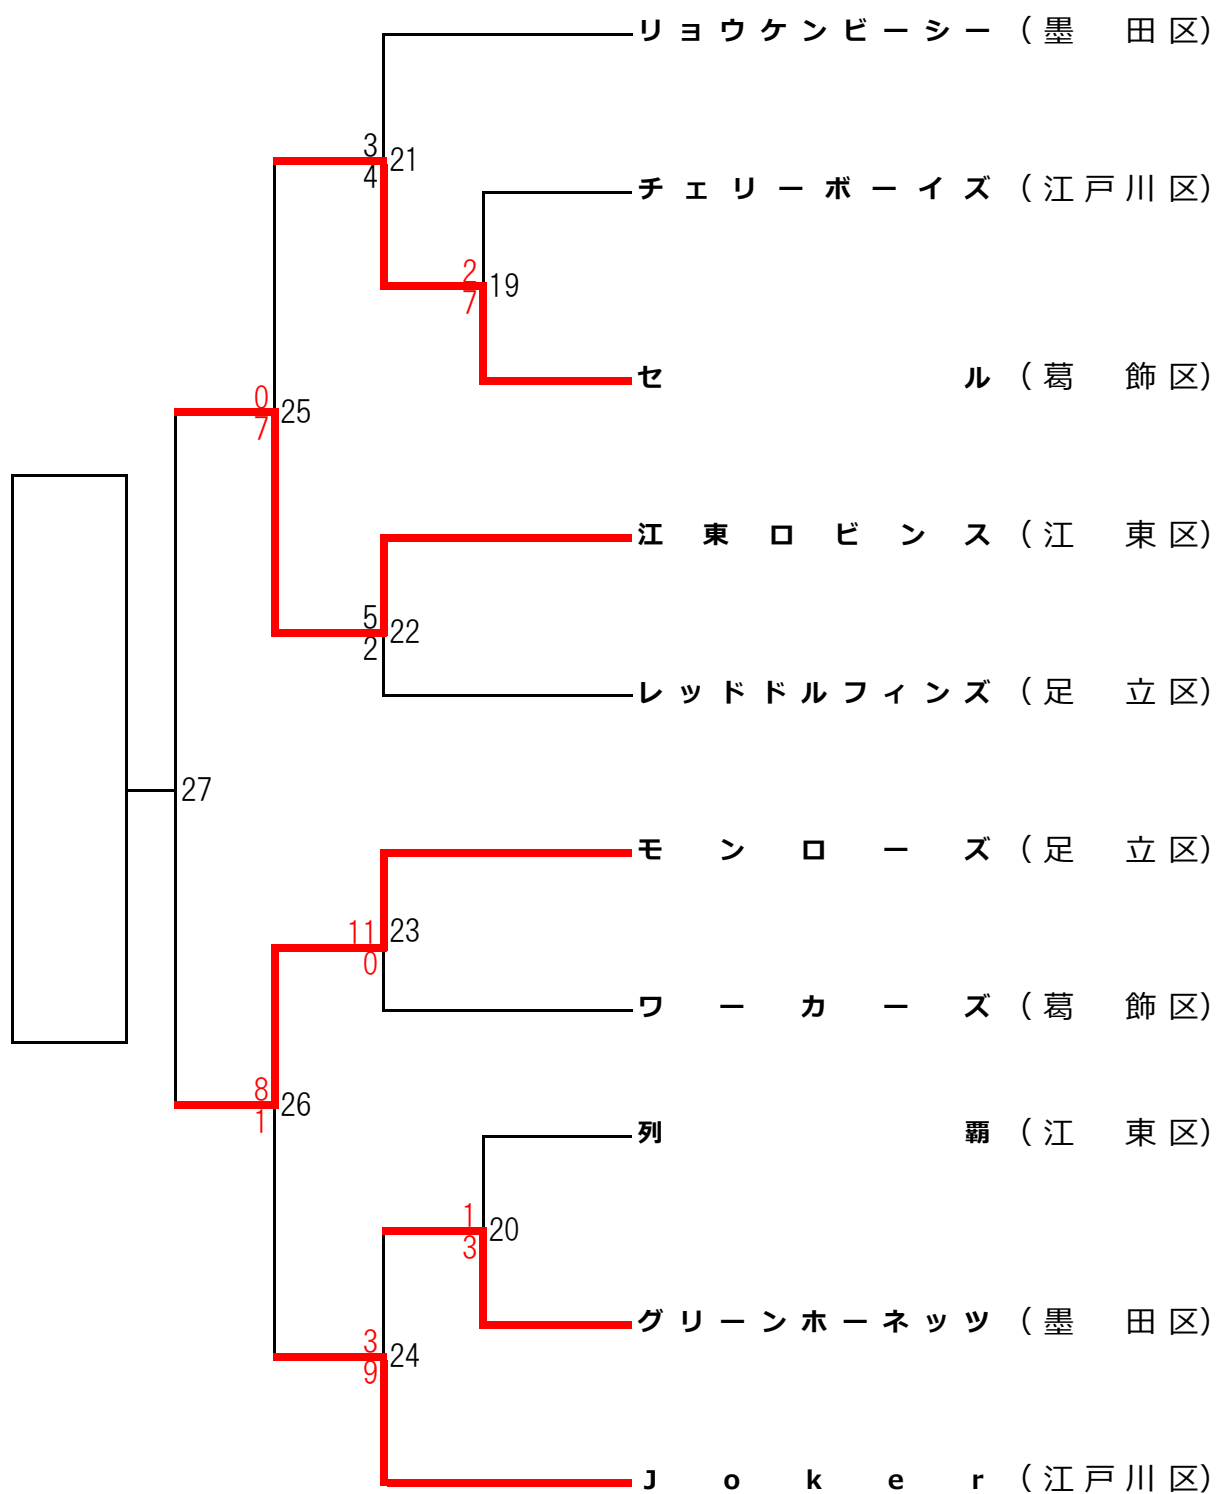 リョウケンビーシー (墨田区)
3
21
4
チェリーボーイズ (江戸川区)
2
19
7
セル (葛飾区)
0
25
7
江東ロビンス (江東区)
5
22
2
レッドドルフィンズ (足立区)
27
モンローズ (足立区)
11
23
0
ワーカーズ (葛飾区)
8
26
1
列覇 (江東区)
1
20
3
グリーンホーネッツ (墨田区)
3
24
9
Joker (江戸川区)